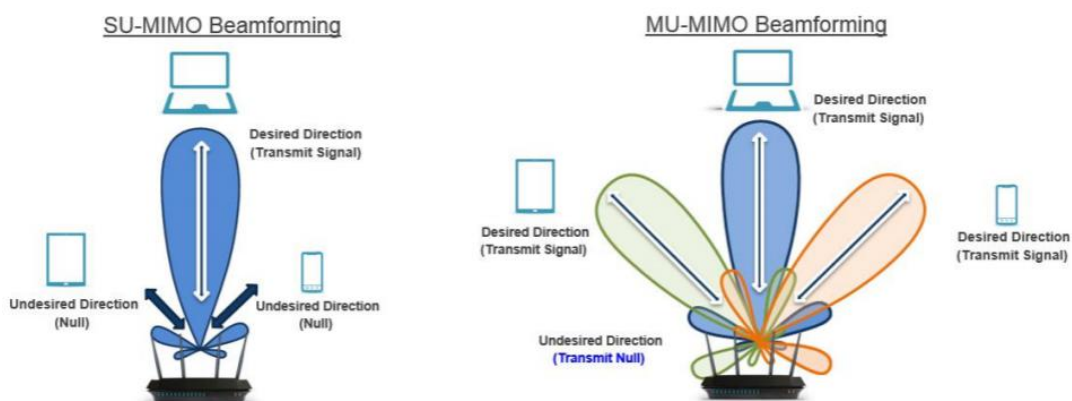 SU-MIMO Beamforming
Desired Direction
(Transmit Signal)
Undesired Direction
(Null)
Undesired Direction
(Null)
MU-MIMO Beamforming
Desired Direction
(Transmit Signal)
Desired Direction
(Transmit Signal)
Desired Direction
(Transmit Signal)
Undesired Direction
(Transmit Null)